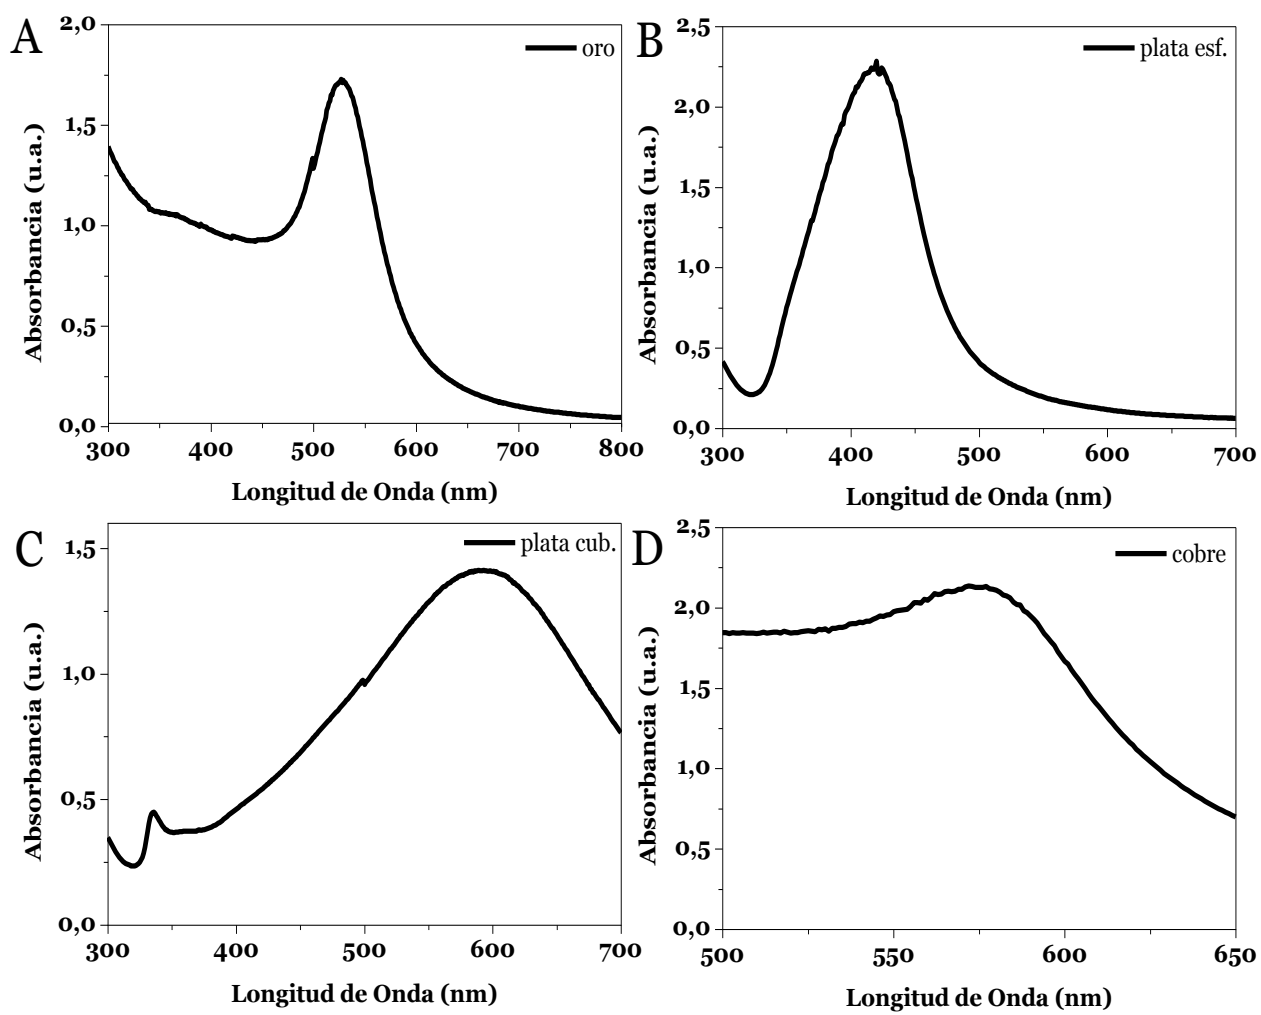 A
oro
2,0
1,5
1,0
0,5
0,0
Absorbancia (u.a.)
300 400 500 600 700 800
Longitud de Onda (nm)
B
plata esf.
2,5
2,0
1,5
1,0
0,5
0,0
Absorbancia (u.a.)
300 400 500 600 700
Longitud de Onda (nm)
C
plata cub.
1,5
1,0
0,5
0,0
Absorbancia (u.a.)
300 400 500 600 700
Longitud de Onda (nm)
D
cobre
2,5
2,0
1,5
1,0
0,5
0,0
Absorbancia (u.a.)
500 550 600 650
Longitud de Onda (nm)